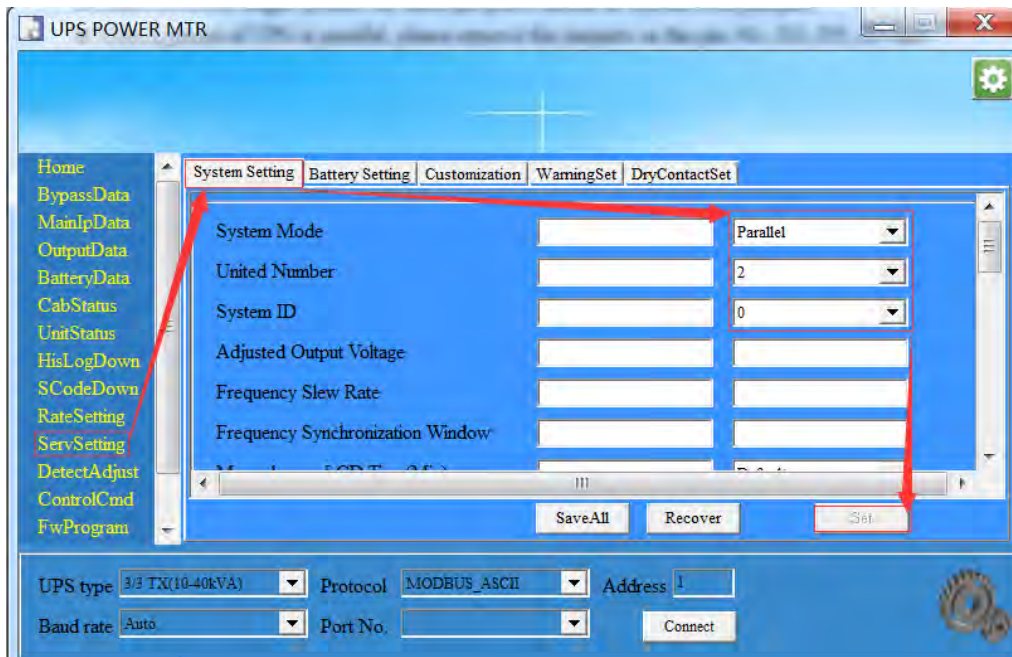 UPS POWER MTR
Home
BypassData
MainIpData
OutputData
BatteryData
CabStatus
UnitStatus
HisLogDown
SCodeDown
RateSetting
ServSetting
DetectAdjust
ControlCmd
FwProgram
System Setting Battery Setting Customization WarningSet DryContactSet
System Mode Parallel
United Number 2
System ID 0
Adjusted Output Voltage
Frequency Slew Rate
Frequency Synchronization Window
SaveAll Recover Set
UPS type 3/3 TX(10-40kVA) Protocol MODBUS_ASCII Address 1
Baud rate Auto Port No. Connect